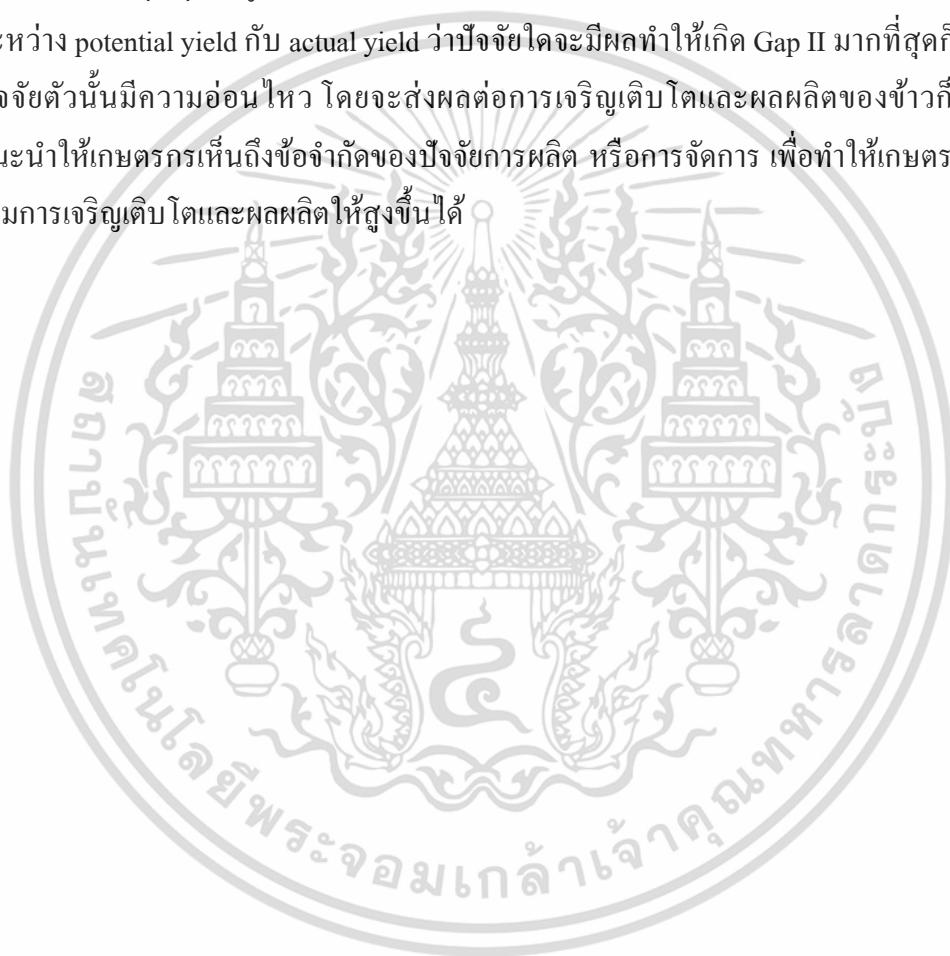 ะหว่าง potential yield กับ actual yield ว่าปัจจัยใดจะมีผลทำให้เกิด Gap II มากที่สุดก็
จจัยตัวนั้นมีความอ่อนไหว โดยจะส่งผลต่อการเจริญเติบโตและผลผลิตของข้าวก็
นะนำให้เกษตรกรเห็นถึงข้อจำกัดของปัจจัยการผลิต หรือการจัดการ เพื่อทำให้เกษตร
มการเจริญเติบโตและผลผลิตให้สูงขึ้นได้
สถาบันเทคโนโลยีพระจอมเกล้าเจ้าคุณทหารลาดกระบัง